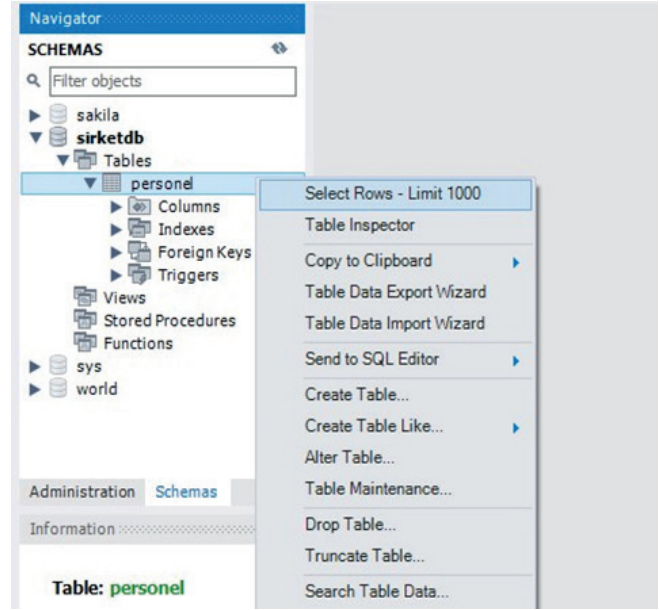 Navigator
SCHEMAS
Filter objects
sakila
sirketdb
Tables
personel
Columns
Indexes
Foreign Keys
Triggers
Views
Stored Procedures
Functions
sys
world
Administration Schemas
Information
Table: personel
Select Rows - Limit 1000
Table Inspector
Copy to Clipboard
Table Data Export Wizard
Table Data Import Wizard
Send to SQL Editor
Create Table...
Create Table Like...
Alter Table...
Table Maintenance...
Drop Table...
Truncate Table...
Search Table Data...